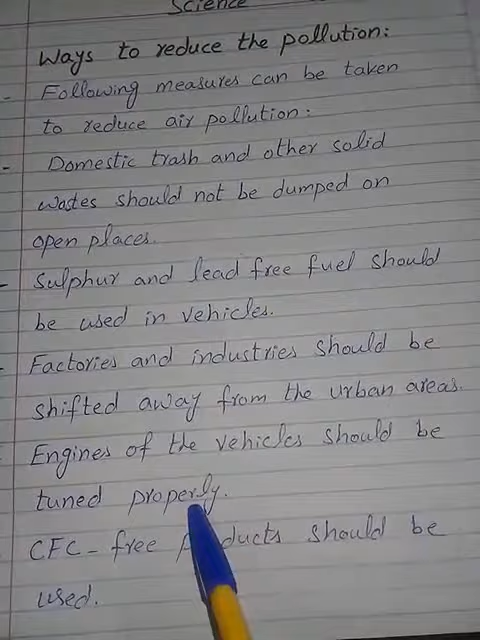 Science
Ways to reduce the pollution:
- Following measures can be taken
to reduce air pollution:
- Domestic trash and other solid
wastes should not be dumped on
open places.
- Sulphur and lead free fuel should
be used in vehicles.
- Factories and industries should be
shifted away from the urban areas.
- Engines of the vehicles should be
tuned properly.
CFC - free products should be
used.